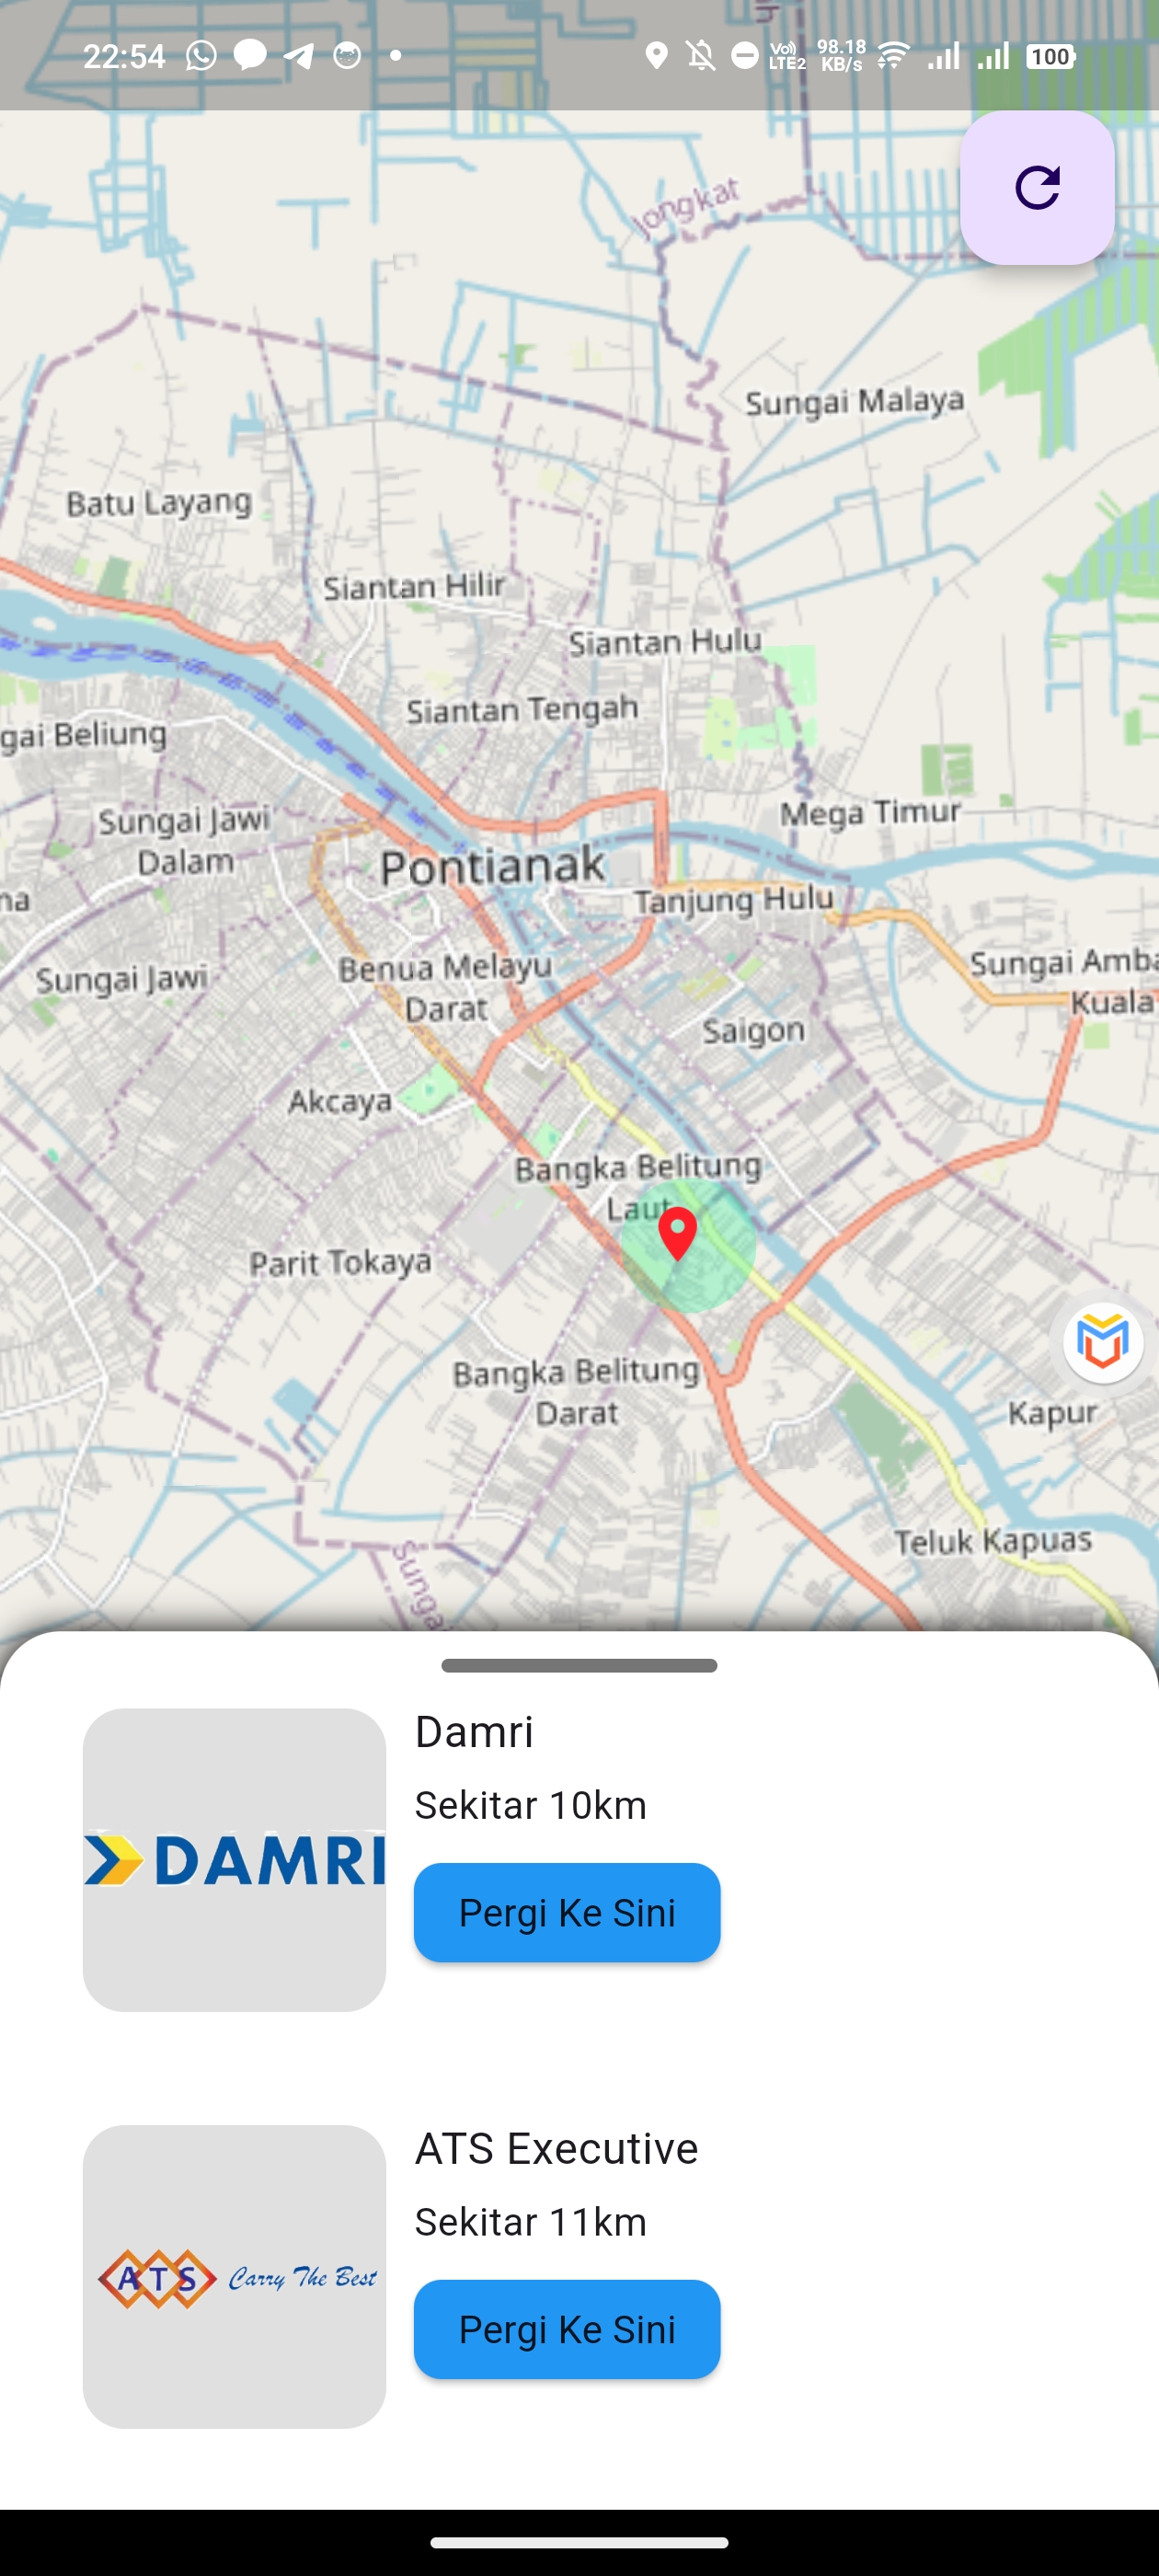 22:54
Vo)) LTE2
98.18 KB/s
100
Jongkat
Sungai Malaya
Batu Layang
Siantan Hilir
Siantan Hulu
Siantan Tengah
gai Beliung
Sungai Jawi
Dalam
Mega Timur
Pontianak
na
Tanjung Hulu
Sungai Jawi
Benua Melayu
Darat
Sungai Amba
Kuala
Saigon
Akcaya
Bangka Belitung
Laut
Parit Tokaya
Bangka Belitung
Darat
Kapur
Teluk Kapuas
Sunga
Damri
Sekitar 10km
DAMRI
Pergi Ke Sini
ATS Executive
Sekitar 11km
ATS Carry The Best
Pergi Ke Sini